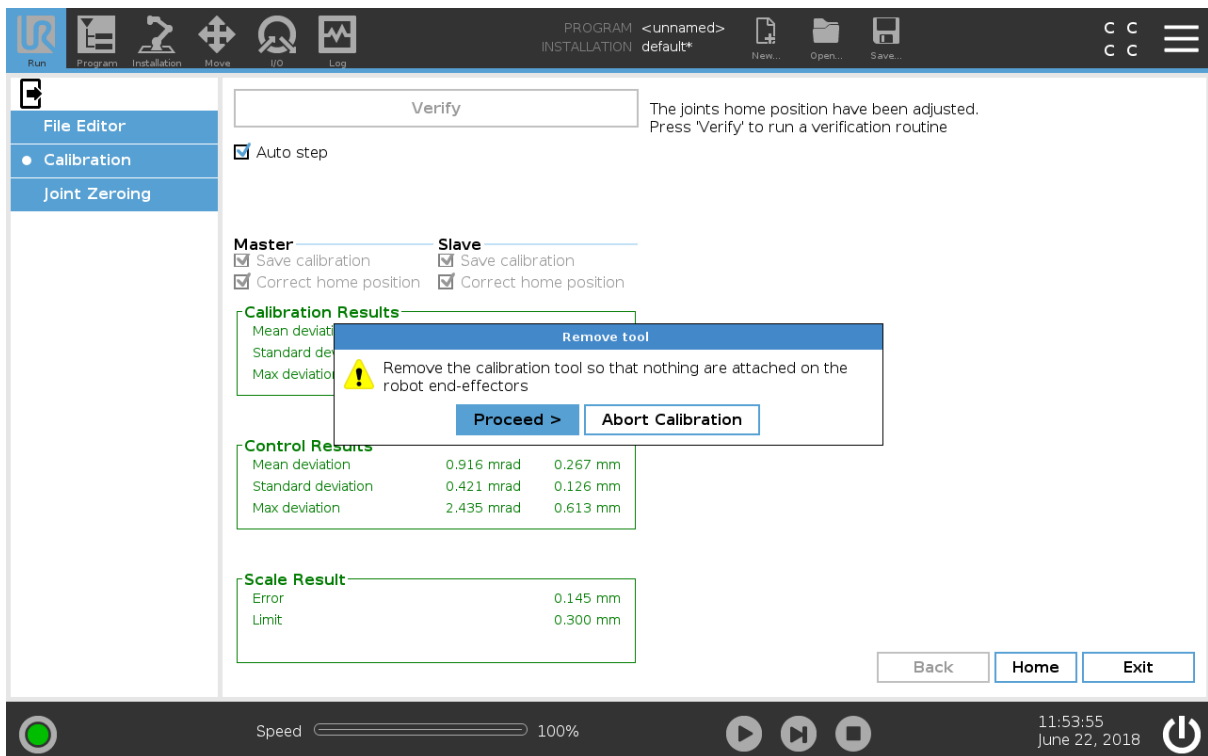 PROGRAM <unnamed>
INSTALLATION default*
UR
Run
Program
Installation
Move
I/O
Log
New...
Open...
Save...
C C
C C
File Editor
Calibration
Joint Zeroing
Verify
The joints home position have been adjusted.
Press 'Verify' to run a verification routine
Auto step
Master
Slave
Save calibration
Save calibration
Correct home position
Correct home position
Calibration Results
Mean deviati
Standard dev
Max deviation
Remove tool
Remove the calibration tool so that nothing are attached on the
robot end-effectors
Proceed >
Abort Calibration
Control Results
Mean deviation 0.916 mrad 0.267 mm
Standard deviation 0.421 mrad 0.126 mm
Max deviation 2.435 mrad 0.613 mm
Scale Result
Error 0.145 mm
Limit 0.300 mm
Back
Home
Exit
Speed 100%
11:53:55
June 22, 2018